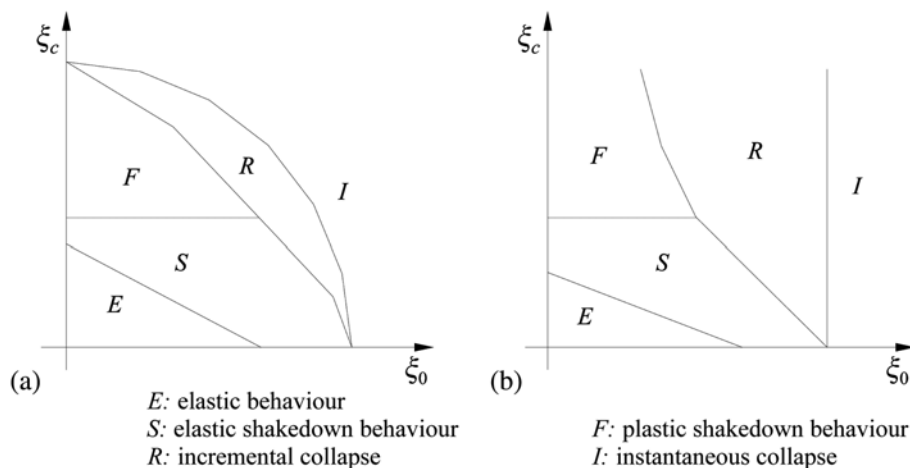 ξc
ξc
F
R
I
F
R
I
S
S
E
E
(a)
ξ0
(b)
ξ0
E: elastic behaviour
S: elastic shakedown behaviour
R: incremental collapse
F: plastic shakedown behaviour
I: instantaneous collapse